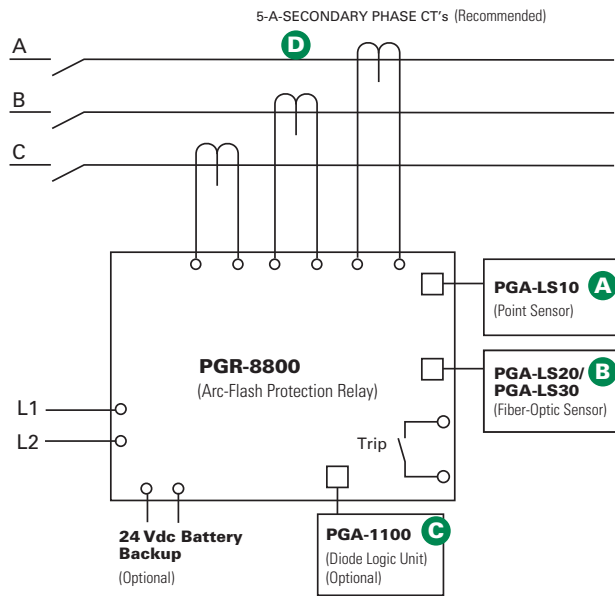 5-A-SECONDARY PHASE CT's (Recommended)
D
A
B
C
PGA-LS10 A
(Point Sensor)
PGR-8800
(Arc-Flash Protection Relay)
PGA-LS20/ B
PGA-LS30
(Fiber-Optic Sensor)
L1
L2
Trip
24 Vdc Battery
Backup
(Optional)
PGA-1100 C
(Diode Logic Unit)
(Optional)